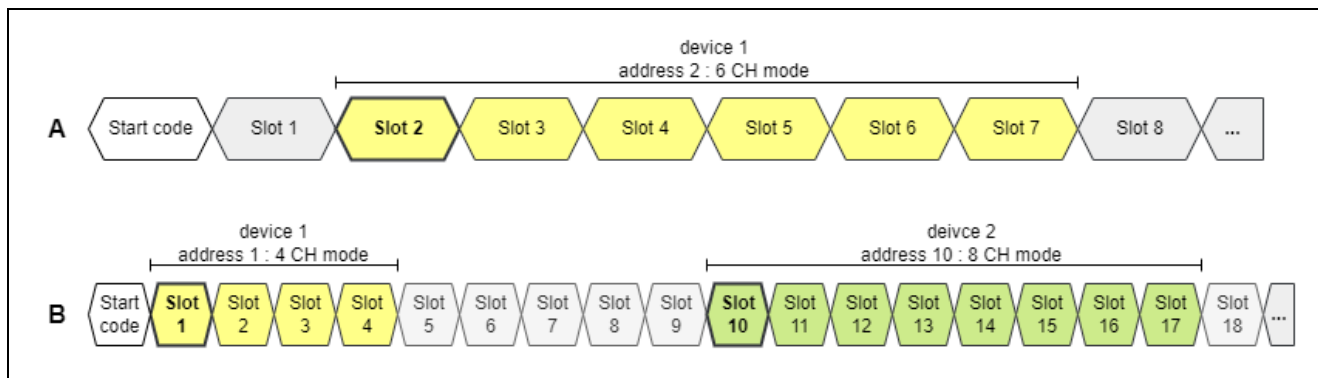 device 1
address 2 : 6 CH mode
A Start code Slot 1 Slot 2 Slot 3 Slot 4 Slot 5 Slot 6 Slot 7 Slot 8 ...
device 1
address 1 : 4 CH mode
deivce 2
address 10 : 8 CH mode
B Start code Slot 1 Slot 2 Slot 3 Slot 4 Slot 5 Slot 6 Slot 7 Slot 8 Slot 9 Slot 10 Slot 11 Slot 12 Slot 13 Slot 14 Slot 15 Slot 16 Slot 17 Slot 18 ...